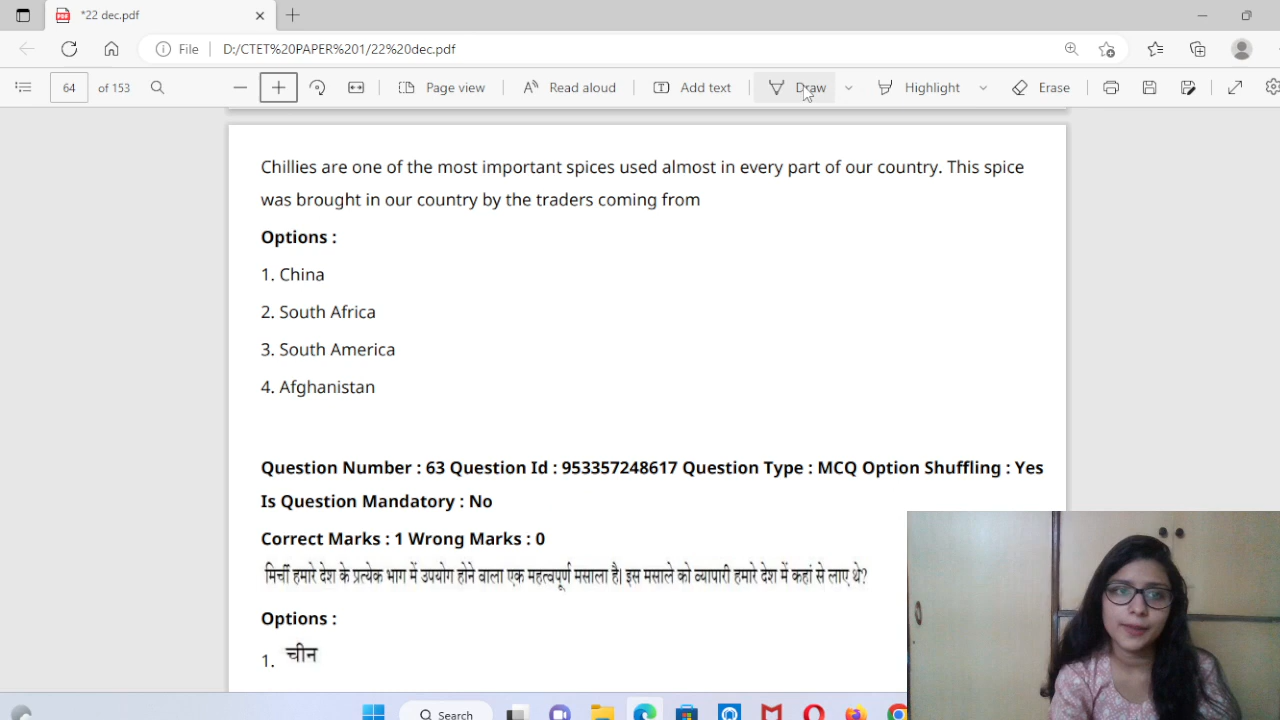 *22 dec.pdf
File D:/CTET%20PAPER%201/22%20dec.pdf
64 of 153 Page view Read aloud Add text Draw Highlight Erase
Chillies are one of the most important spices used almost in every part of our country. This spice
was brought in our country by the traders coming from
Options :
1. China
2. South Africa
3. South America
4. Afghanistan
Question Number : 63 Question Id : 953357248617 Question Type : MCQ Option Shuffling : Yes
Is Question Mandatory : No
Correct Marks : 1 Wrong Marks : 0
मिर्ची हमारे देश के प्रत्येक भाग में उपयोग होने वाला एक महत्वपूर्ण मसाला है। इस मसाले को व्यापारी हमारे देश में कहां से लाए थे?
Options :
1. चीन
Search